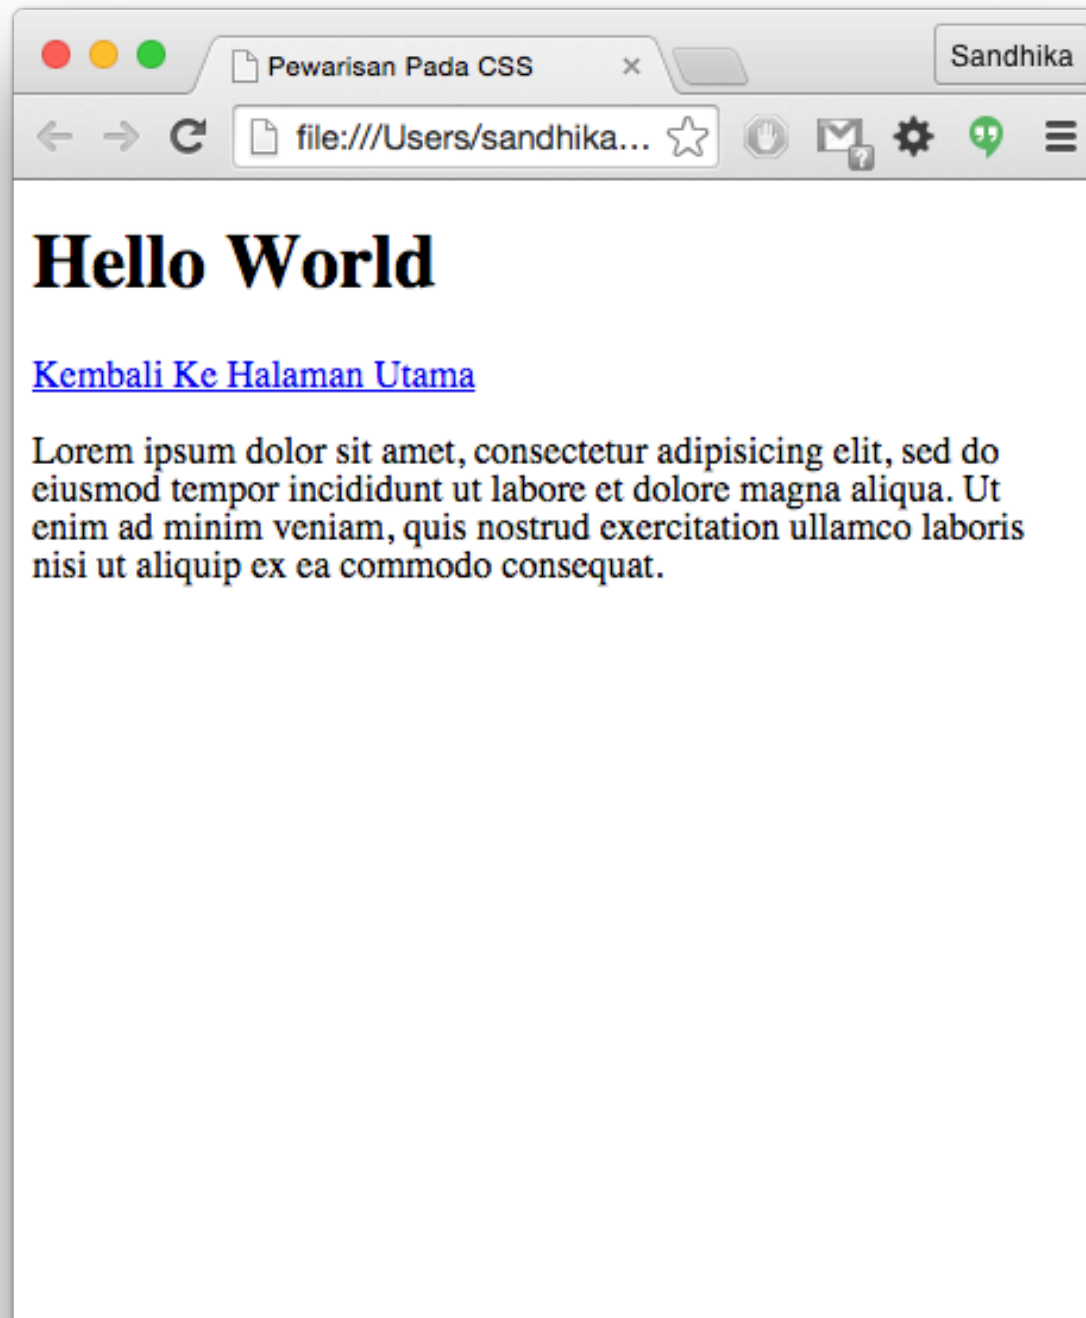 Pewarisan Pada CSS
Sandhika
file:///Users/sandhika...
Hello World
Kembali Ke Halaman Utama
Lorem ipsum dolor sit amet, consectetur adipisicing elit, sed do
eiusmod tempor incididunt ut labore et dolore magna aliqua. Ut
enim ad minim veniam, quis nostrud exercitation ullamco laboris
nisi ut aliquip ex ea commodo consequat.